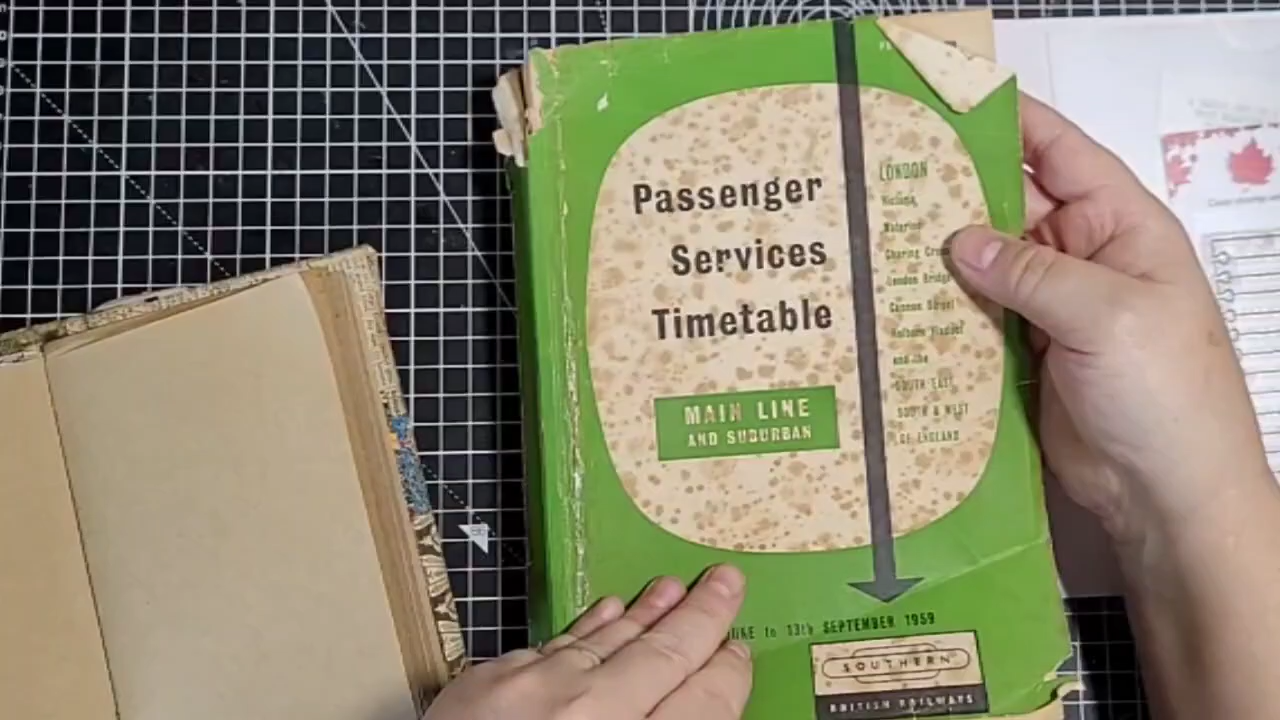 Passenger
Services
Timetable
MAIN LINE
AND SUBURBAN
LONDON
Victoria,
Waterloo
Charing Cross
London Bridge
Cannon Street
Holborn Viaduct
and the
SOUTH EAST
SOUTH & WEST
OF ENGLAND
JUNE to 13th SEPTEMBER 1959
SOUTHERN
BRITISH RAILWAYS